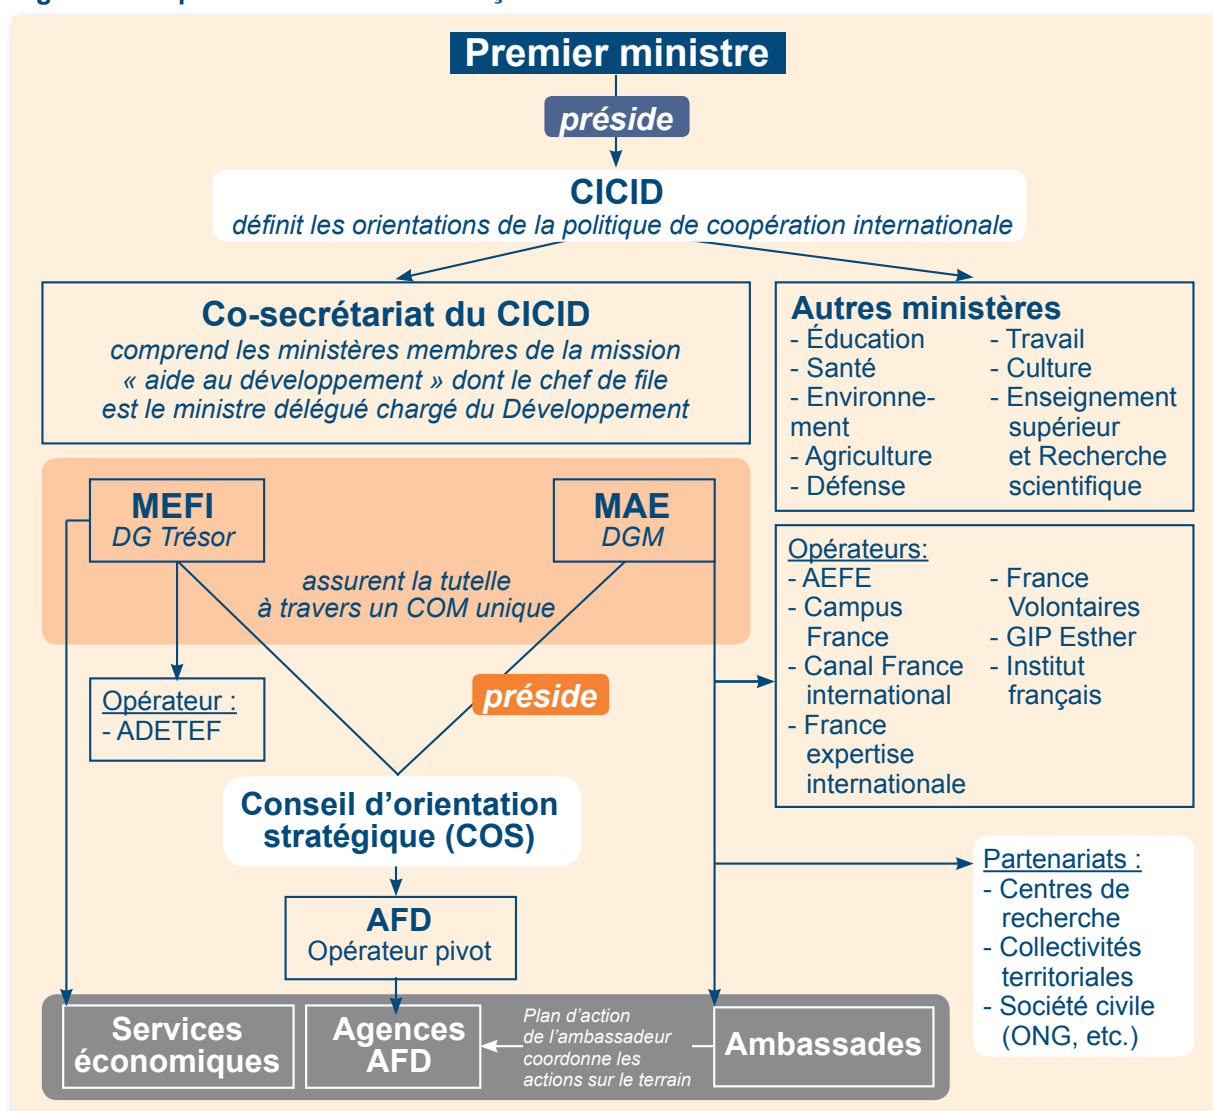 Premier ministre
préside
CICID
définit les orientations de la politique de coopération internationale
Co-secrétariat du CICID
comprend les ministères membres de la mission
« aide au développement » dont le chef de file
est le ministre délégué chargé du Développement
Autres ministères
- Éducation
- Santé
- Environne-
ment
- Agriculture
- Défense
- Travail
- Culture
- Enseignement
supérieur
et Recherche
scientifique
MEFI
DG Trésor
MAE
DGM
assurent la tutelle
à travers un COM unique
Opérateurs:
- AEFE
- Campus
France
- Canal France
international
- France
expertise
internationale
- France
Volontaires
- GIP Esther
- Institut
français
Opérateur :
- ADETEF
préside
Conseil d’orientation
stratégique (COS)
AFD
Opérateur pivot
Partenariats :
- Centres de
recherche
- Collectivités
territoriales
- Société civile
(ONG, etc.)
Services
économiques
Agences
AFD
Plan d’action
de l’ambassadeur
coordonne les
actions sur le terrain
Ambassades